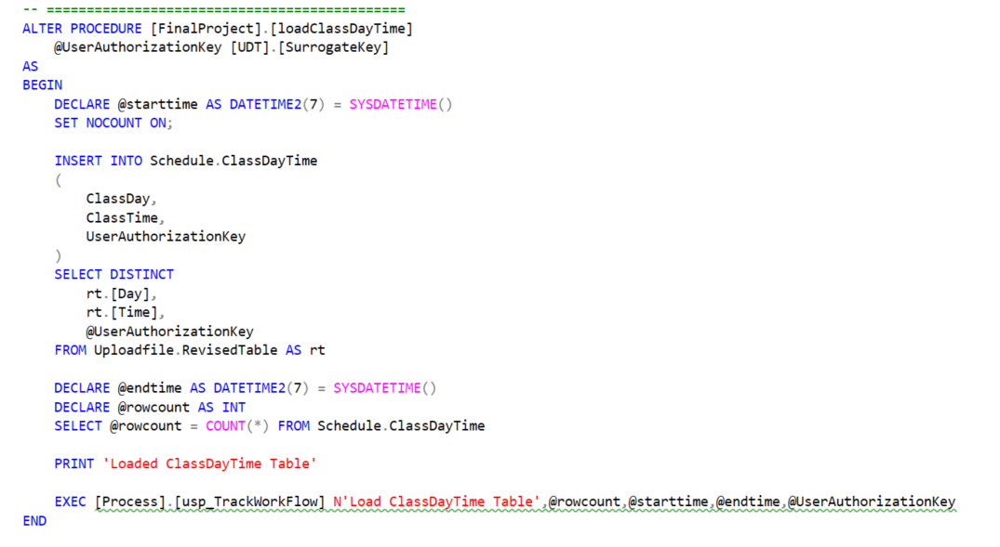 -- =============================================
ALTER PROCEDURE [FinalProject].[loadClassDayTime]
    @UserAuthorizationKey [UDT].[SurrogateKey]
AS
BEGIN
    DECLARE @starttime AS DATETIME2(7) = SYSDATETIME()
    SET NOCOUNT ON;

    INSERT INTO Schedule.ClassDayTime
    (
        ClassDay,
        ClassTime,
        UserAuthorizationKey
    )
    SELECT DISTINCT
        rt.[Day],
        rt.[Time],
        @UserAuthorizationKey
    FROM Uploadfile.RevisedTable AS rt

    DECLARE @endtime AS DATETIME2(7) = SYSDATETIME()
    DECLARE @rowcount AS INT
    SELECT @rowcount = COUNT(*) FROM Schedule.ClassDayTime

    PRINT 'Loaded ClassDayTime Table'

    EXEC [Process].[usp_TrackWorkFlow] N'Load ClassDayTime Table',@rowcount,@starttime,@endtime,@UserAuthorizationKey
END